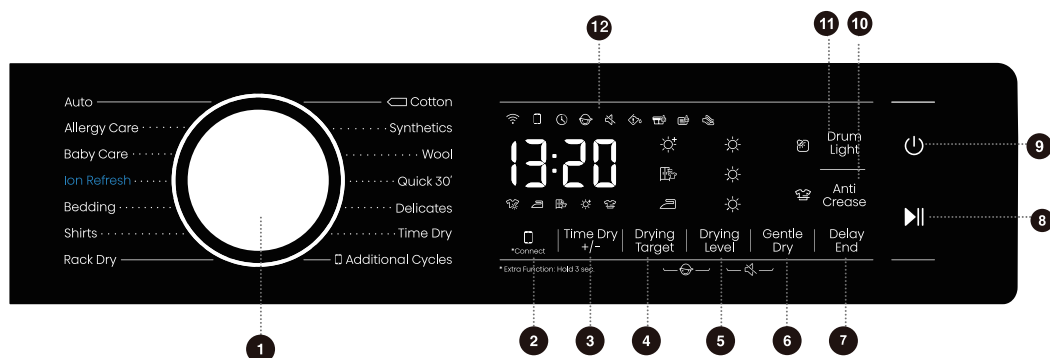 12
11
10
Auto
Allergy Care
Baby Care
Ion Refresh
Bedding
Shirts
Rack Dry
Cotton
Synthetics
Wool
Quick 30'
Delicates
Time Dry
Additional Cycles
13:20
Drum
Light
Anti
Crease
*Connect
Time Dry
+/-
Drying
Target
Drying
Level
Gentle
Dry
Delay
End
* Extra Function: Hold 3 sec.
9
8
1
2
3
4
5
6
7